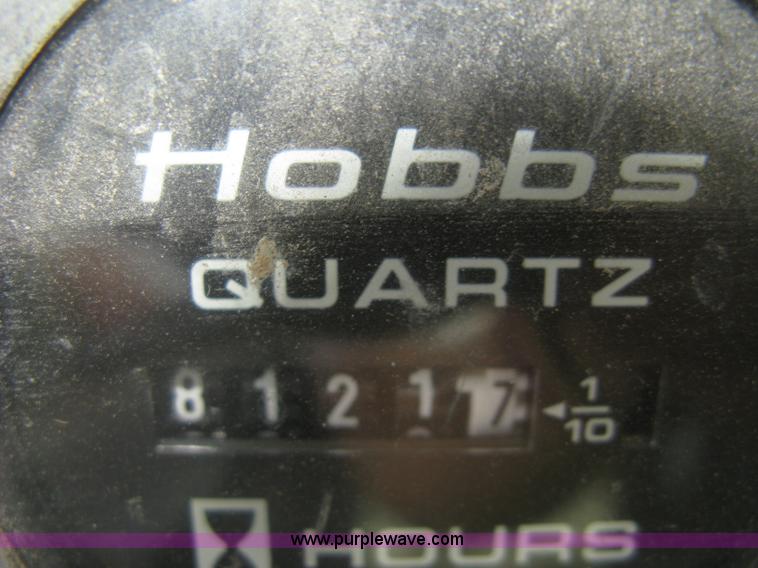 Hobbs
QUARTZ
8 1 2 1 7 ◄ 1/10
HOURS
www.purplewave.com